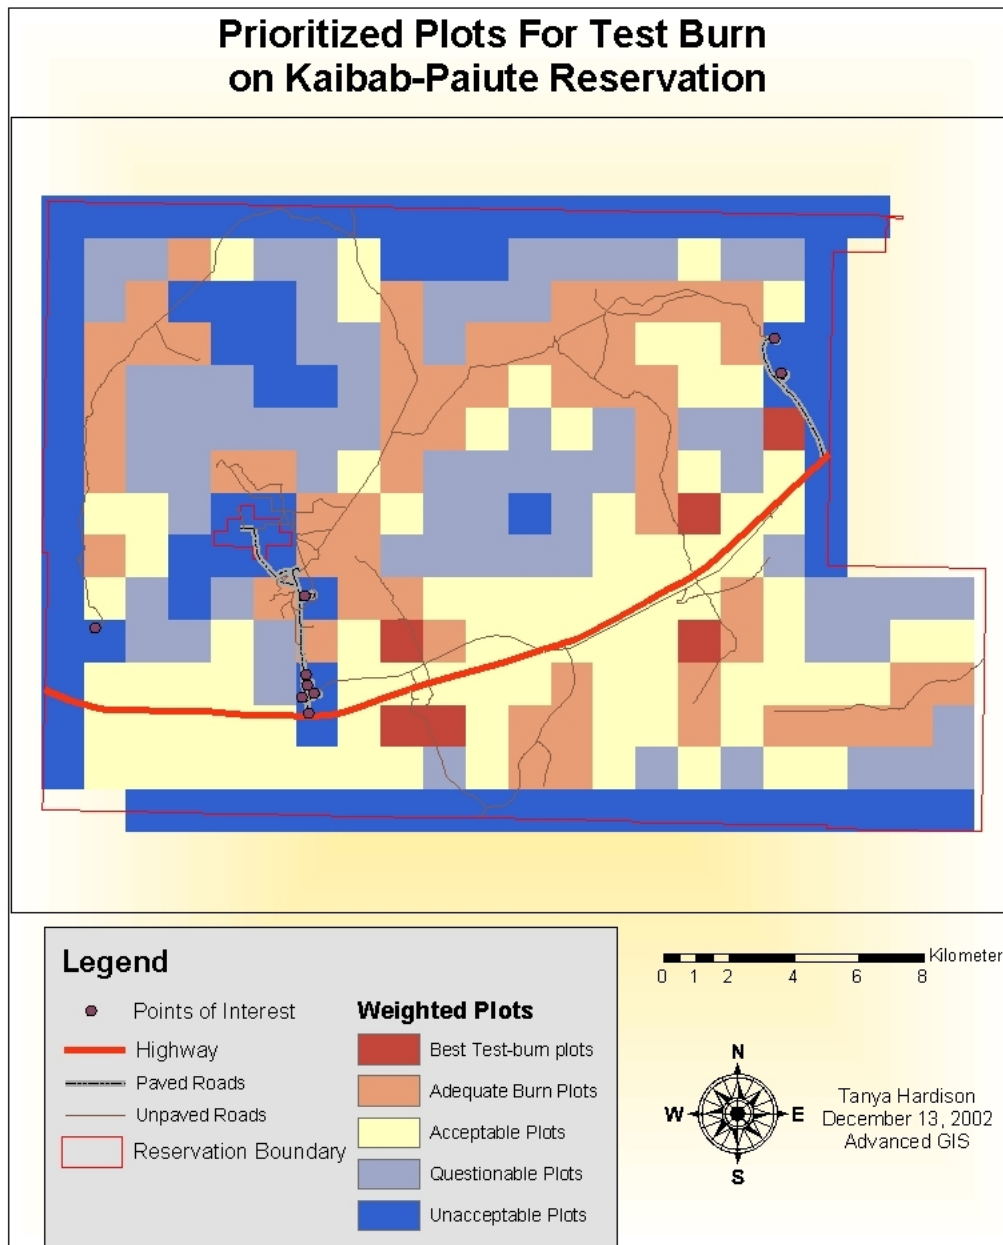 Prioritized Plots For Test Burn
on Kaibab-Paiute Reservation
Legend
Points of Interest
Highway
Paved Roads
Unpaved Roads
Reservation Boundary
Weighted Plots
Best Test-burn plots
Adequate Burn Plots
Acceptable Plots
Questionable Plots
Unacceptable Plots
Kilometer
0 1 2 4 6 8
N
W E
S
Tanya Hardison
December 13, 2002
Advanced GIS